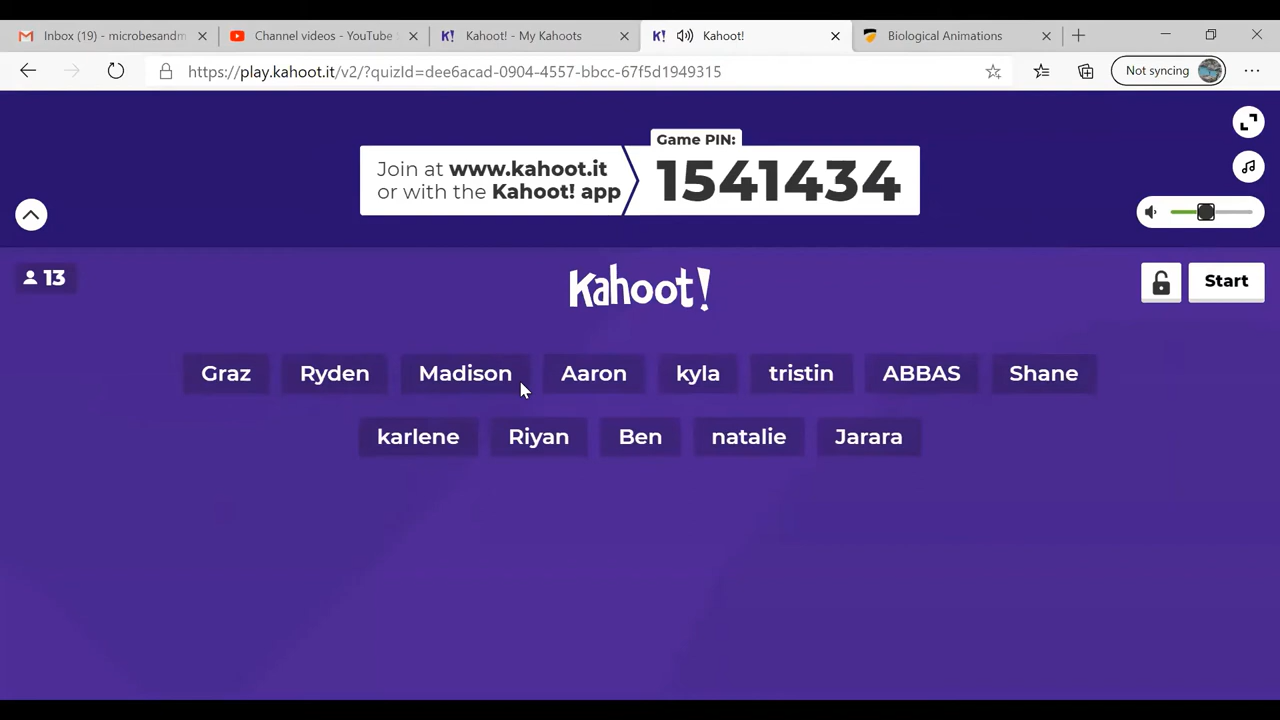 Inbox (19) - microbesandm
Channel videos - YouTube
Kahoot! - My Kahoots
Kahoot!
Biological Animations
https://play.kahoot.it/v2/?quizId=dee6acad-0904-4557-bbcc-67f5d1949315
Not syncing
Game PIN:
Join at www.kahoot.it
or with the Kahoot! app
1541434
13
Kahoot!
Start
Graz Ryden Madison Aaron kyla tristin ABBAS Shane
karlene Riyan Ben natalie Jarara